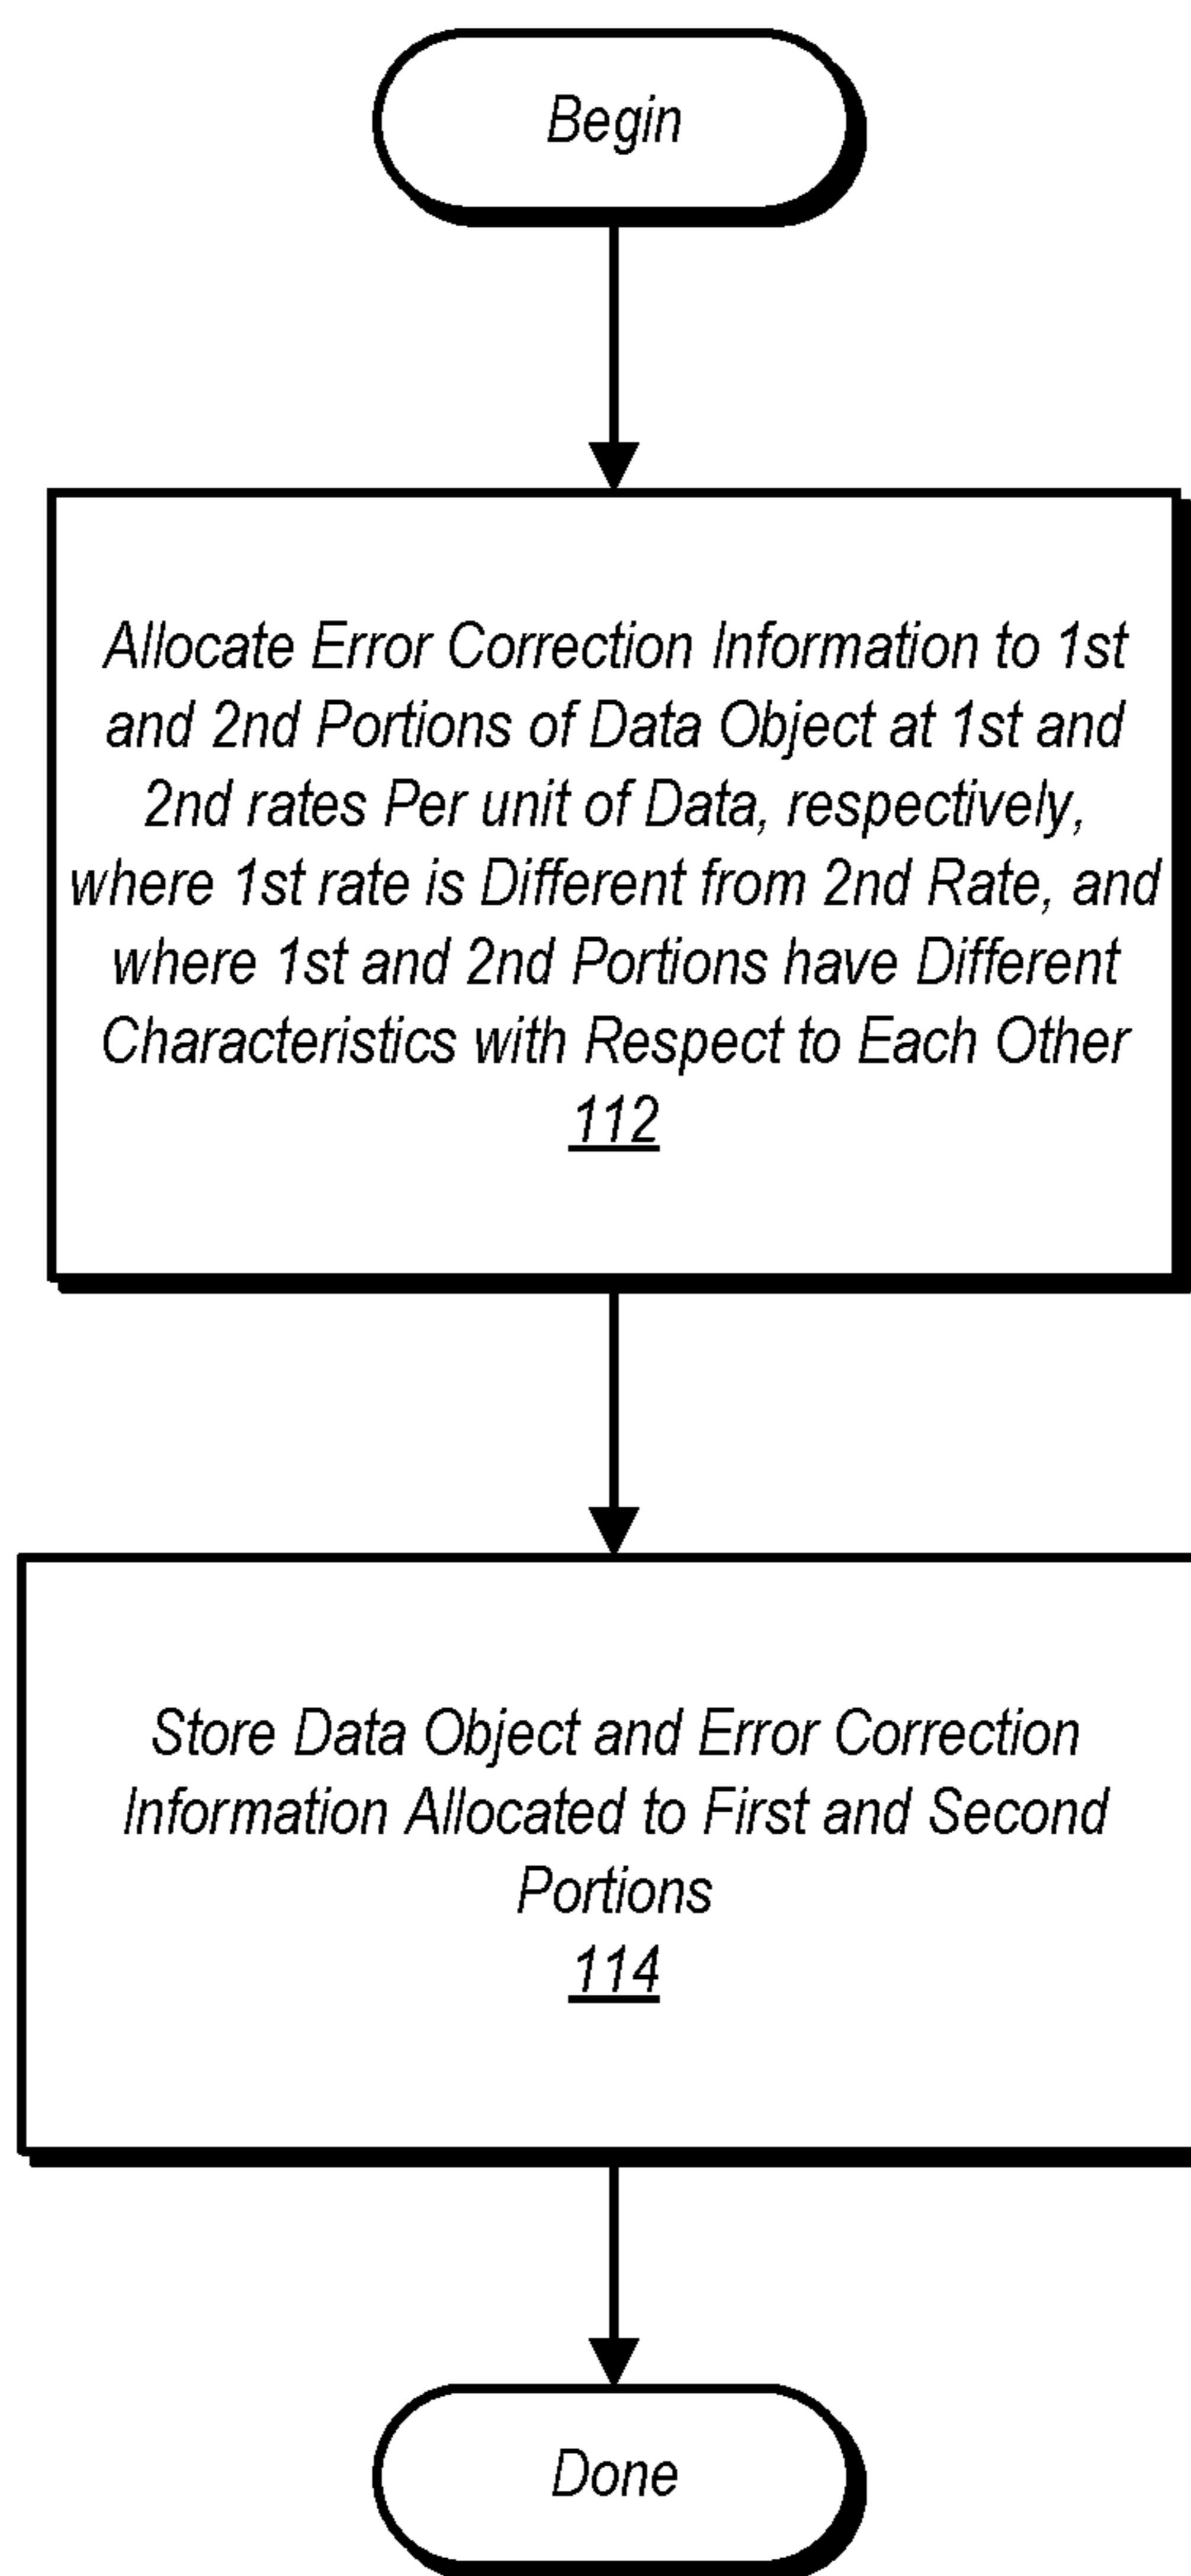 Begin
Allocate Error Correction Information to 1st
and 2nd Portions of Data Object at 1st and
2nd rates Per unit of Data, respectively,
where 1st rate is Different from 2nd Rate, and
where 1st and 2nd Portions have Different
Characteristics with Respect to Each Other
112
Store Data Object and Error Correction
Information Allocated to First and Second
Portions
114
Done